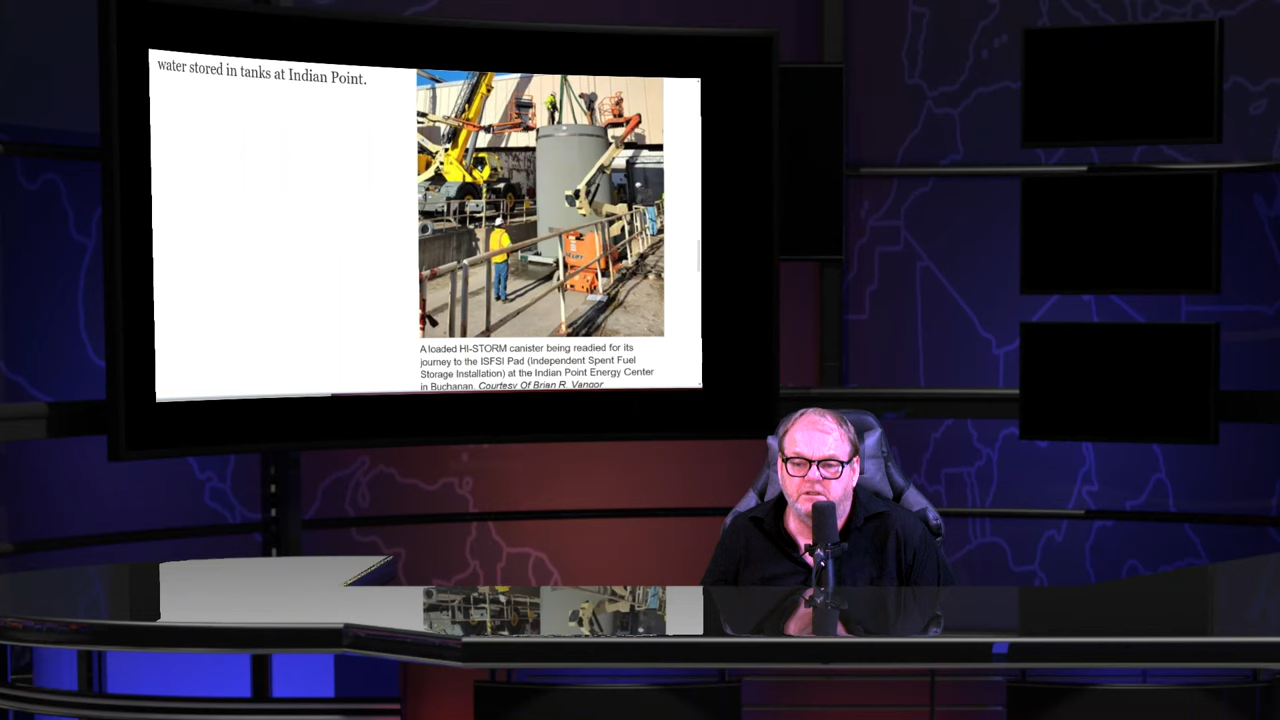 water stored in tanks at Indian Point.
A loaded HI-STORM canister being readied for its
journey to the ISFSI Pad (Independent Spent Fuel
Storage Installation) at the Indian Point Energy Center
in Buchanan. Courtesy Of Brian R. Vangor